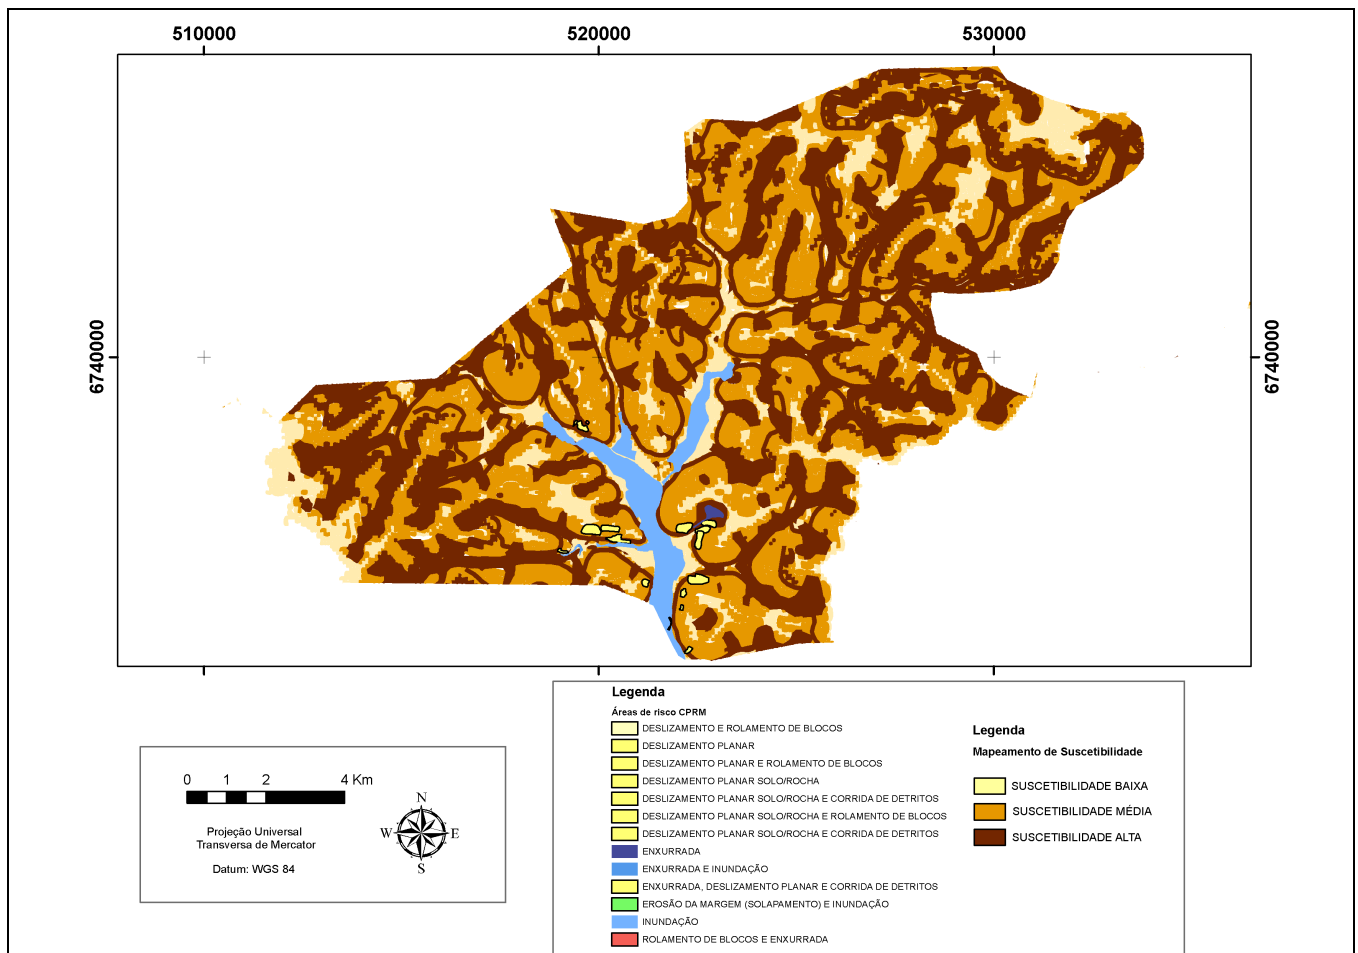 510000
520000
530000
6740000
6740000
0 1 2 4 Km
Projeção Universal
Transversa de Mercator
Datum: WGS 84
N
W
E
S
Legenda
Áreas de risco CPRM
DESLIZAMENTO E ROLAMENTO DE BLOCOS
DESLIZAMENTO PLANAR
DESLIZAMENTO PLANAR E ROLAMENTO DE BLOCOS
DESLIZAMENTO PLANAR SOLO/ROCHA
DESLIZAMENTO PLANAR SOLO/ROCHA E CORRIDA DE DETRITOS
DESLIZAMENTO PLANAR SOLO/ROCHA E ROLAMENTO DE BLOCOS
DESLIZAMENTO PLANAR SOLO/ROCHA E CORRIDA DE DETRITOS
ENXURRADA
ENXURRADA E INUNDAÇÃO
ENXURRADA, DESLIZAMENTO PLANAR E CORRIDA DE DETRITOS
EROSÃO DA MARGEM (SOLAPAMENTO) E INUNDAÇÃO
INUNDAÇÃO
ROLAMENTO DE BLOCOS E ENXURRADA
Legenda
Mapeamento de Suscetibilidade
SUSCETIBILIDADE BAIXA
SUSCETIBILIDADE MÉDIA
SUSCETIBILIDADE ALTA